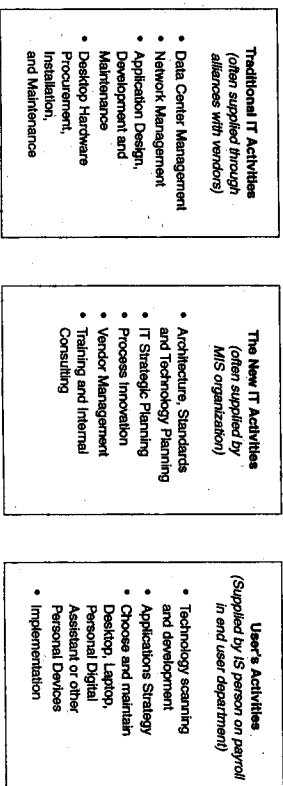 Traditional IT Activities
(often supplied through
alliances with vendors)
• Data Center Management
• Network Management
• Application Design,
Development and
Maintenance
• Desktop Hardware
Procurement,
Installation,
and Maintenance
The New IT Activities
(often supplied by
MIS organization)
• Architecture, Standards
and Technology Planning
• IT Strategic Planning
• Process Innovation
• Vendor Management
• Training and Internal
Consulting
User's Activities
(Supplied by IS person on payroll
in end user department)
• Technology scanning
and development
• Applications Strategy
• Choose and maintain
Desktop, Laptop,
Personal Digital
Assistant or other
Personal Devices
• Implementation